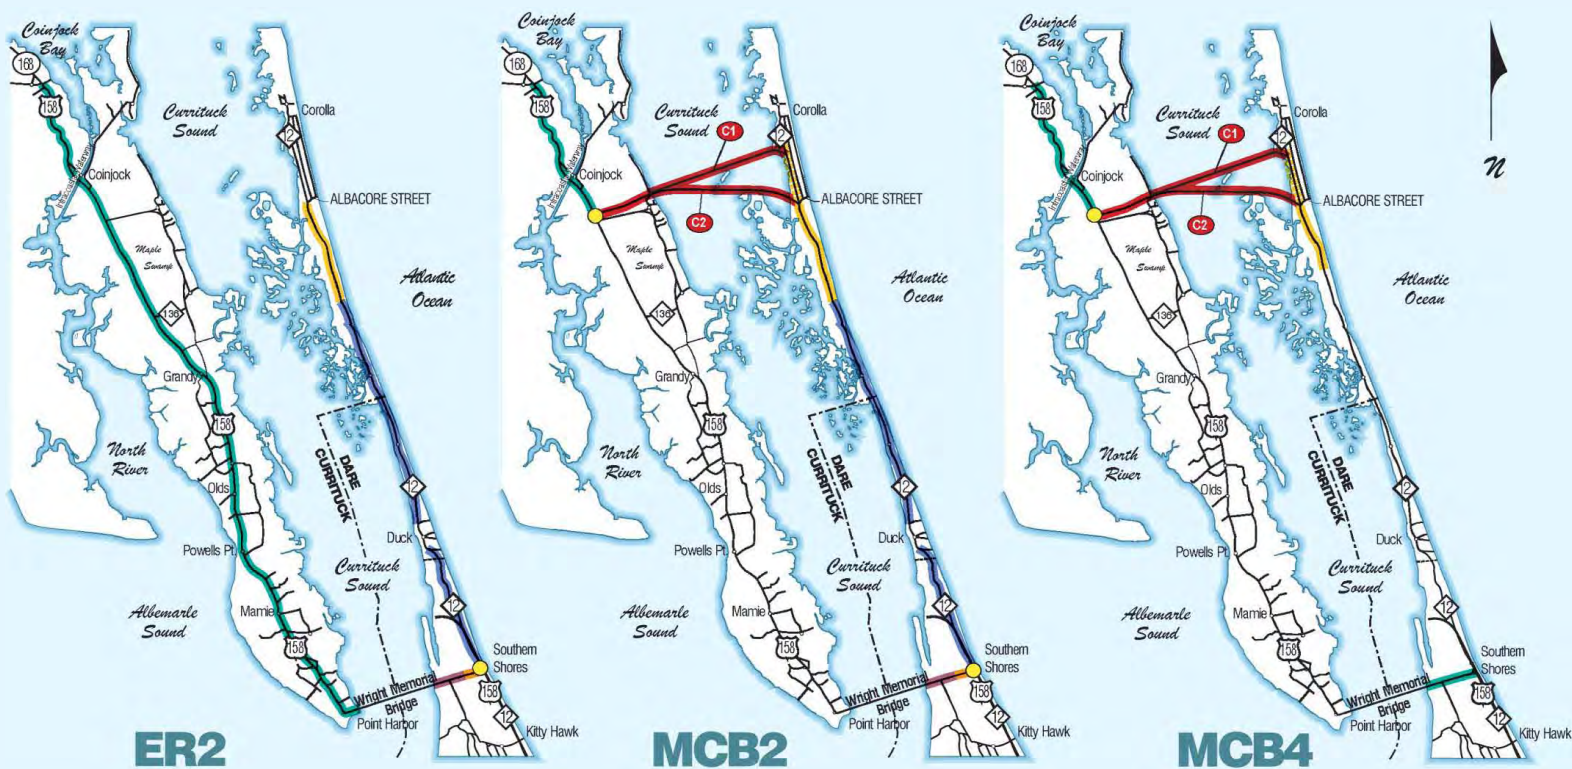 Coinjock
Bay
168
158
Currituck
Sound
Corolla
12
Intracoastal Waterway
Coinjock
ALBACORE STREET
Maple
Swamp
Atlantic
Ocean
136
Grandy
158
North
River
DARE
CURRITUCK
12
Olds
Duck
Powells Pt.
Currituck
Sound
12
Albemarle
Sound
Mamie
158
Southern
Shores
Wright Memorial
Bridge
158
Point Harbor
12
Kitty Hawk
ER2
Coinjock
Bay
168
158
Currituck
Sound
Corolla
C1
12
Intracoastal Waterway
Coinjock
ALBACORE STREET
C2
Maple
Swamp
Atlantic
Ocean
136
Grandy
158
North
River
DARE
CURRITUCK
12
Olds
Duck
Powells Pt.
Currituck
Sound
12
Albemarle
Sound
Mamie
158
Southern
Shores
Wright Memorial
Bridge
158
Point Harbor
12
Kitty Hawk
MCB2
Coinjock
Bay
168
158
Currituck
Sound
Corolla
C1
12
Intracoastal Waterway
Coinjock
ALBACORE STREET
C2
Maple
Swamp
Atlantic
Ocean
136
Grandy
158
North
River
DARE
CURRITUCK
12
Olds
Duck
Powells Pt.
Currituck
Sound
12
Albemarle
Sound
Mamie
158
Southern
Shores
Wright Memorial
Bridge
158
Point Harbor
12
Kitty Hawk
MCB4
N